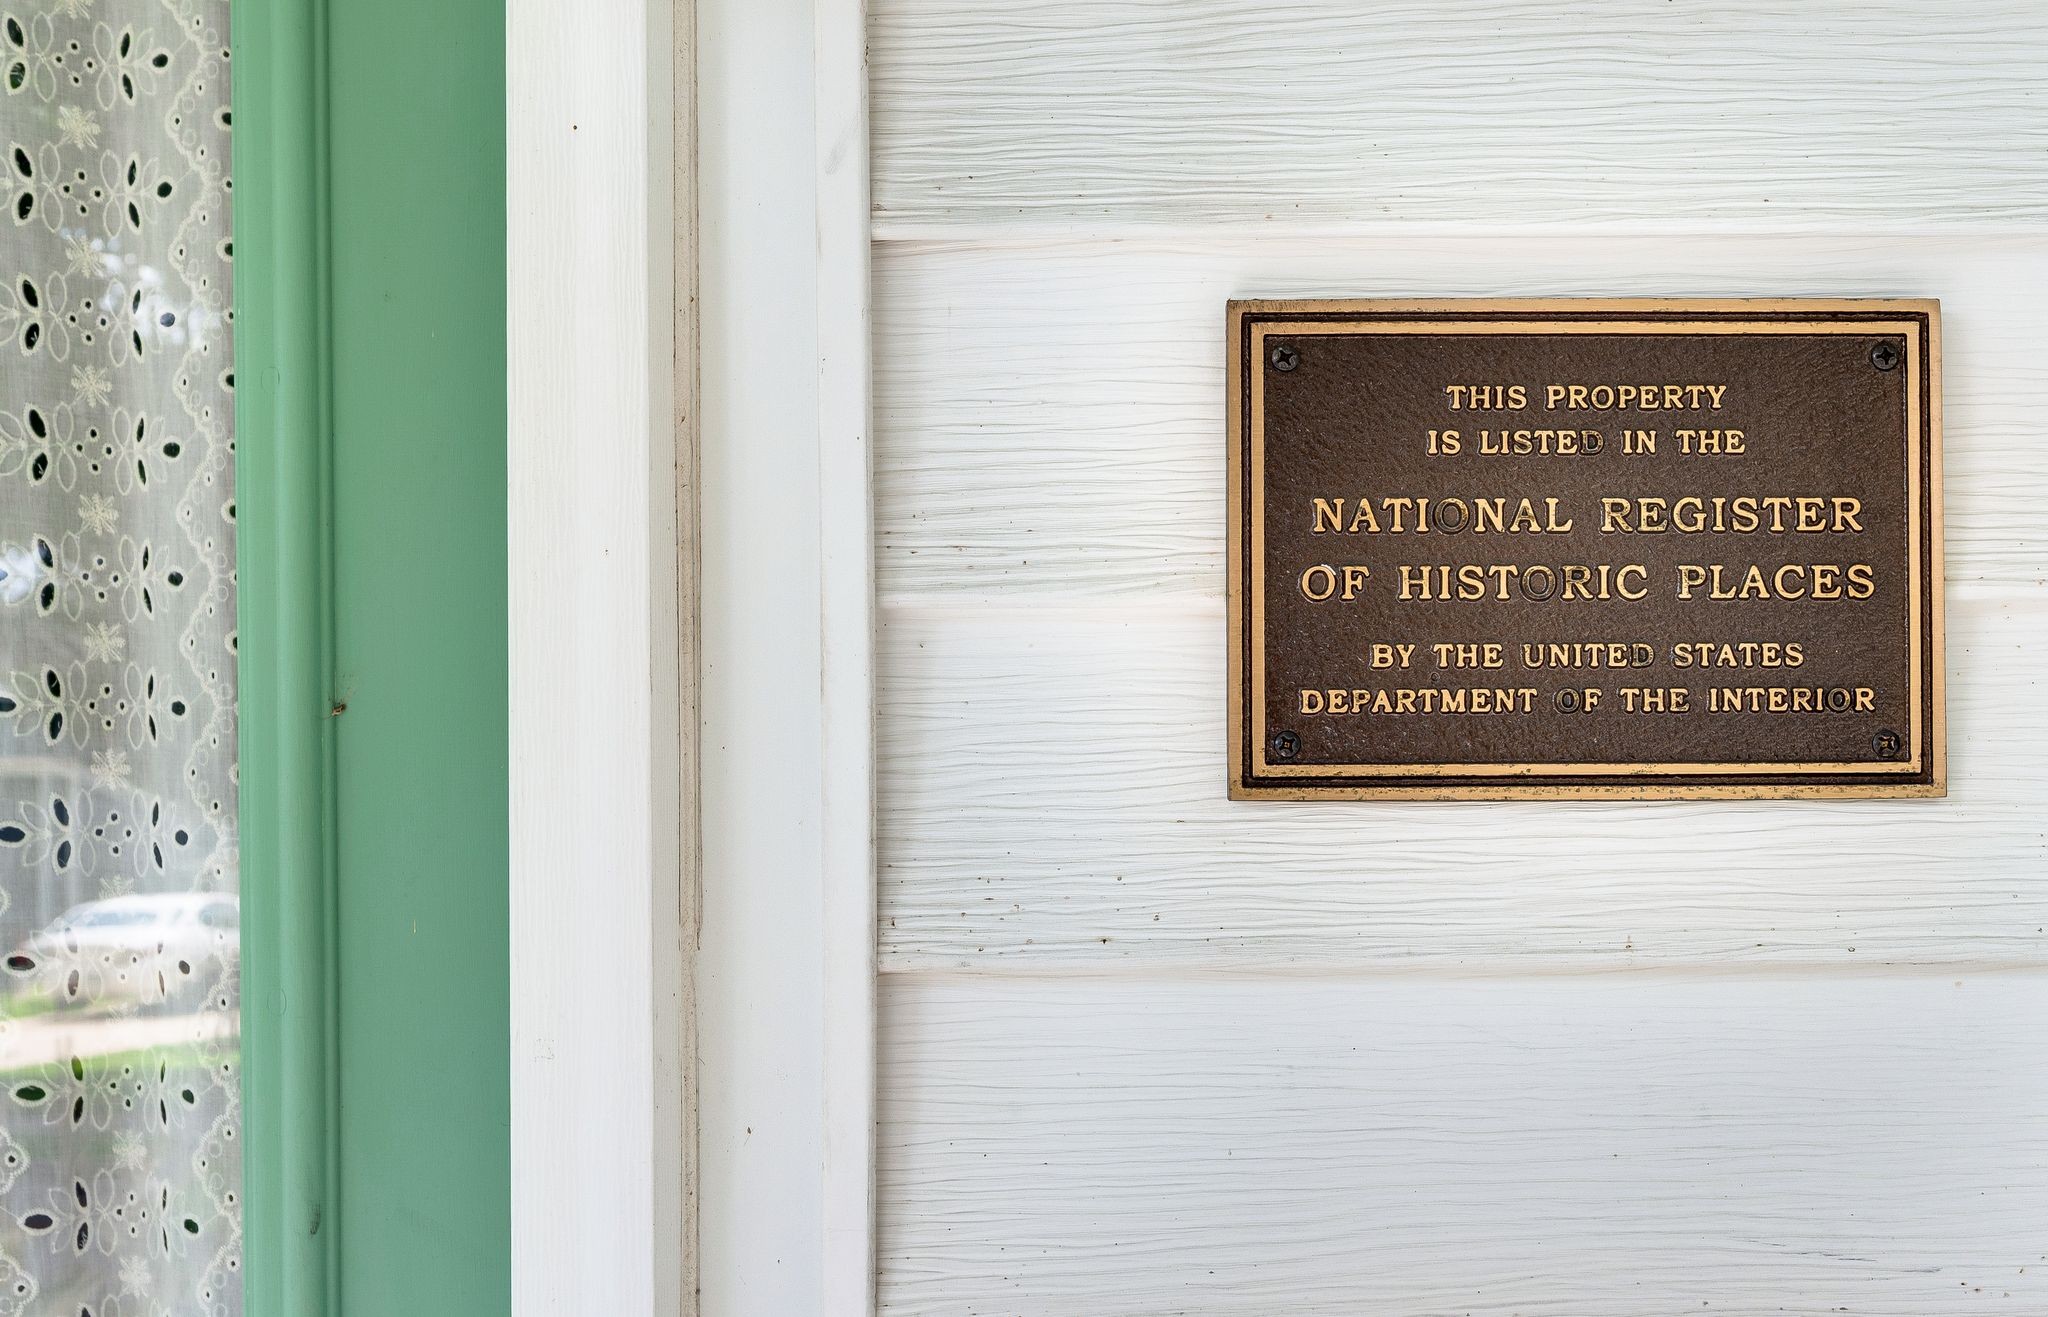 THIS PROPERTY
IS LISTED IN THE
NATIONAL REGISTER
OF HISTORIC PLACES
BY THE UNITED STATES
DEPARTMENT OF THE INTERIOR